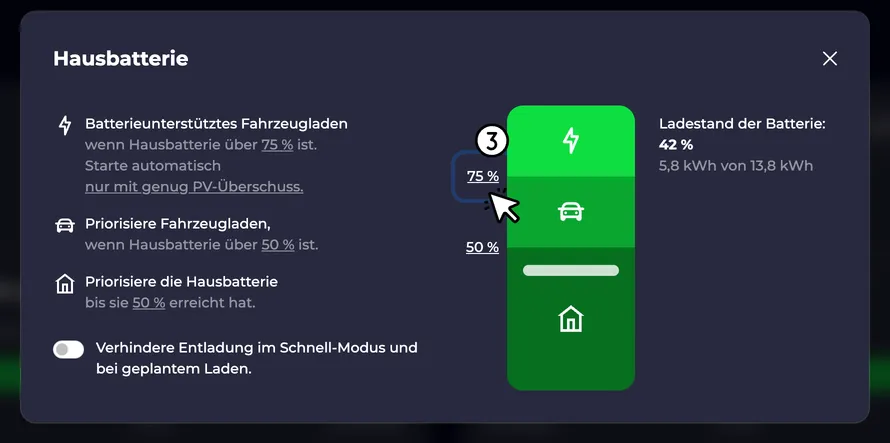 Hausbatterie
Batterieunterstütztes Fahrzeugladen
wenn Hausbatterie über 75 % ist.
Starte automatisch
nur mit genug PV-Überschuss.
Priorisiere Fahrzeugladen,
wenn Hausbatterie über 50 % ist.
Priorisiere die Hausbatterie
bis sie 50 % erreicht hat.
Verhindere Entladung im Schnell-Modus und
bei geplantem Laden.
3
75 %
50 %
Ladestand der Batterie:
42 %
5,8 kWh von 13,8 kWh